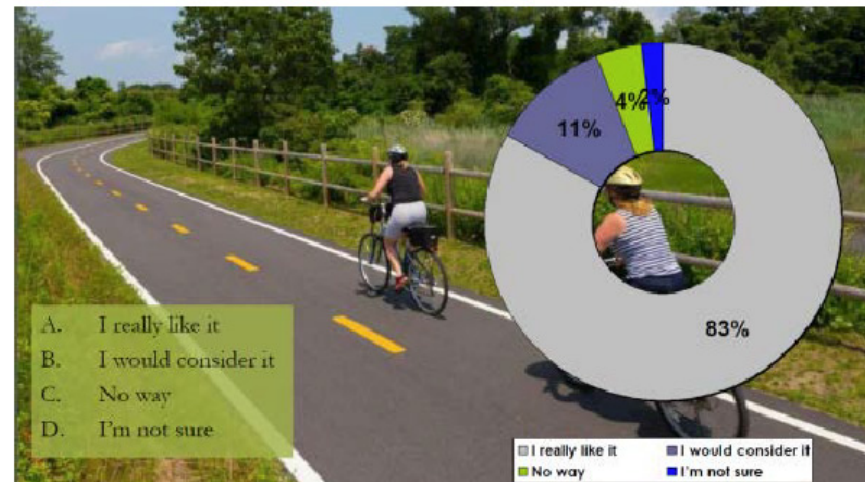 4%
2%
11%
83%
A. I really like it
B. I would consider it
C. No way
D. I'm not sure
I really like it
I would consider it
No way
I'm not sure